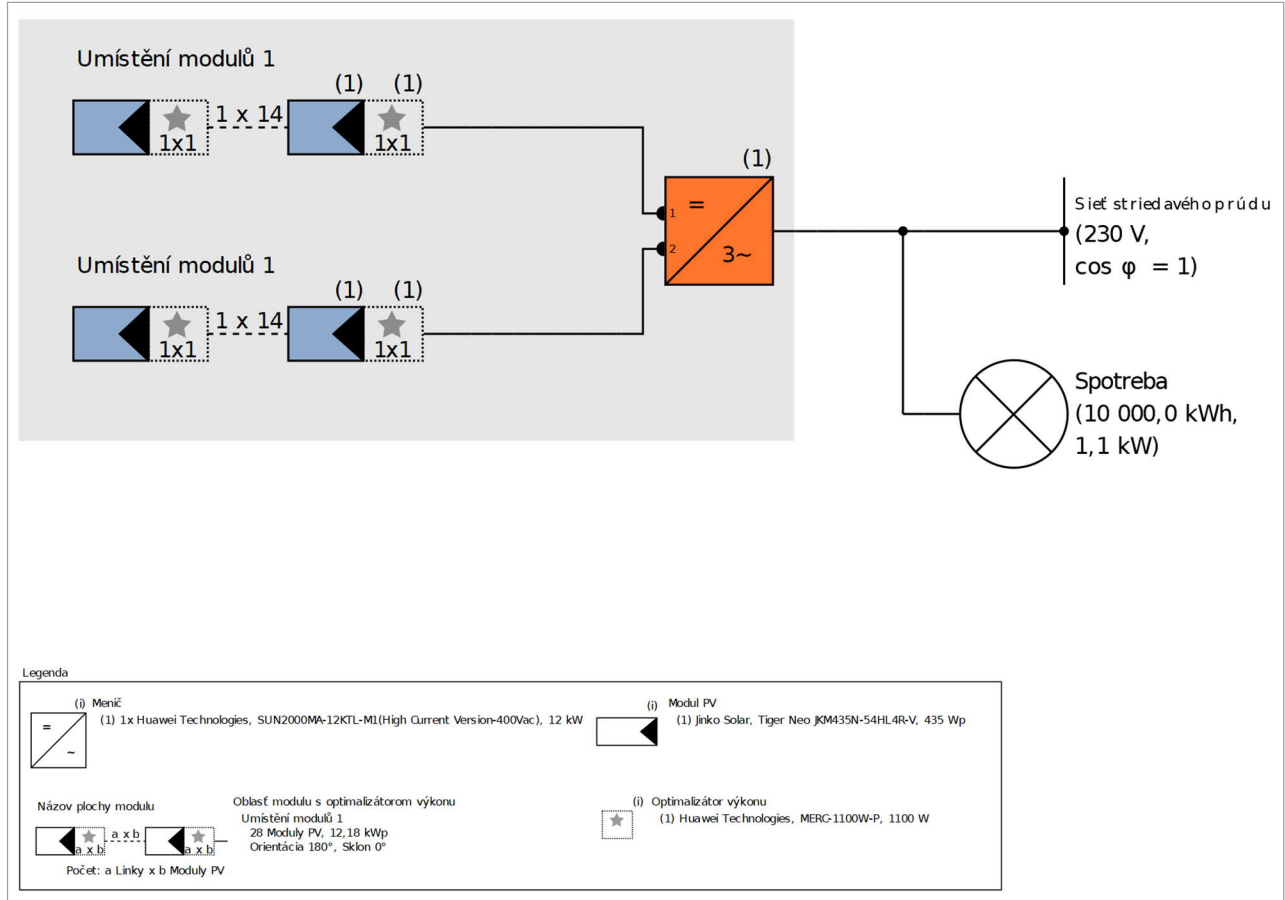 Umístění modulů 1
(1) (1)
1 x 14
1x1 1x1
(1)
1 =
2 3~
Umístění modulů 1
(1) (1)
1 x 14
1x1 1x1
Sieť striedavého prúdu
(230 V,
cos φ = 1)
Spotreba
(10 000,0 kWh,
1,1 kW)
Legenda
(i) Menič
(1) 1x Huawei Technologies, SUN2000MA-12KTL-M1(High Current Version-400Vac), 12 kW
= ~
(i) Modul PV
(1) Jinko Solar, Tiger Neo JKM435N-54HL4R-V, 435 Wp
Názov plochy modulu
a x b
a x b a x b
Počet: a Linky x b Moduly PV
Oblasť modulu s optimalizátorom výkonu
Umístění modulů 1
28 Moduly PV, 12,18 kWp
Orientácia 180°, Sklon 0°
(i) Optimalizátor výkonu
(1) Huawei Technologies, MERC-1100W-P, 1100 W